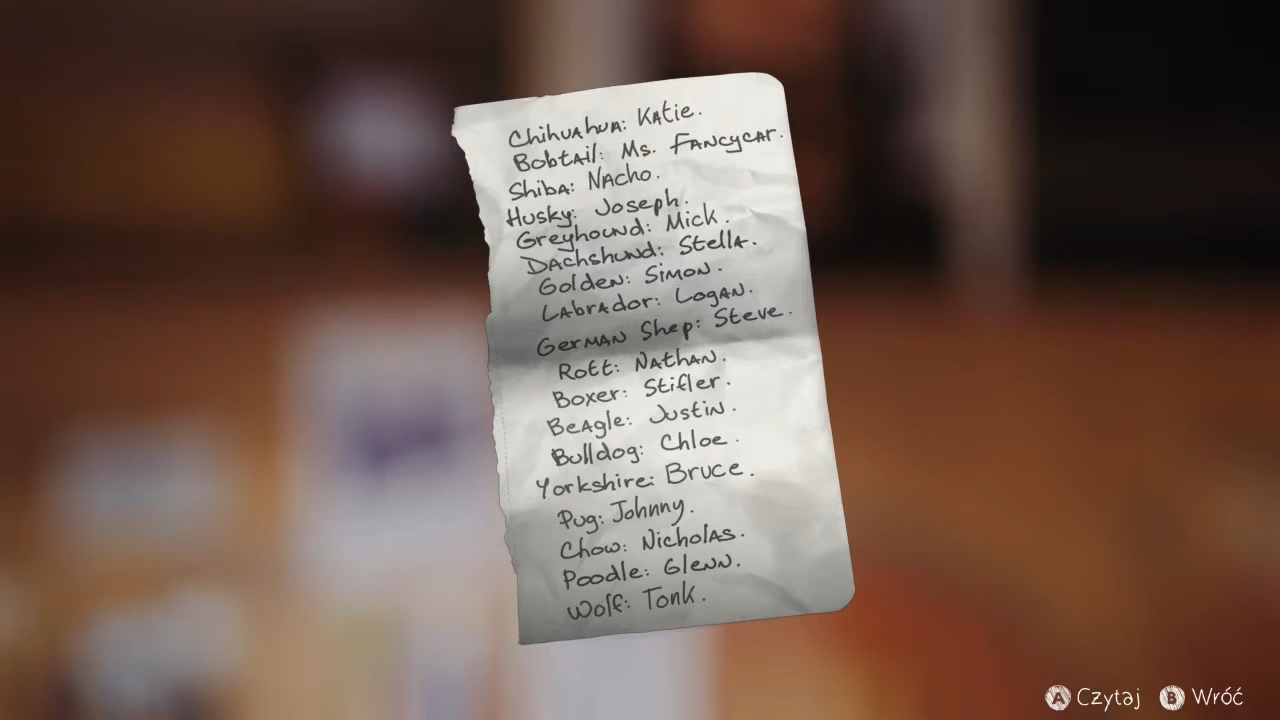 Chihuahua: Katie.
Bobtail: Ms. Fancycar.
Shiba: Nacho.
Husky: Joseph.
Greyhound: Mick.
Dachshund: Stella.
Golden: Simon.
Labrador: Logan.
German Shep: Steve.
Rott: Nathan.
Boxer: Stifler.
Beagle: Justin.
Bulldog: Chloe.
Yorkshire: Bruce.
Pug: Johnny.
Chow: Nicholas.
Poodle: Glenn.
Wolf: Tonk.
A Czytaj B Wróć